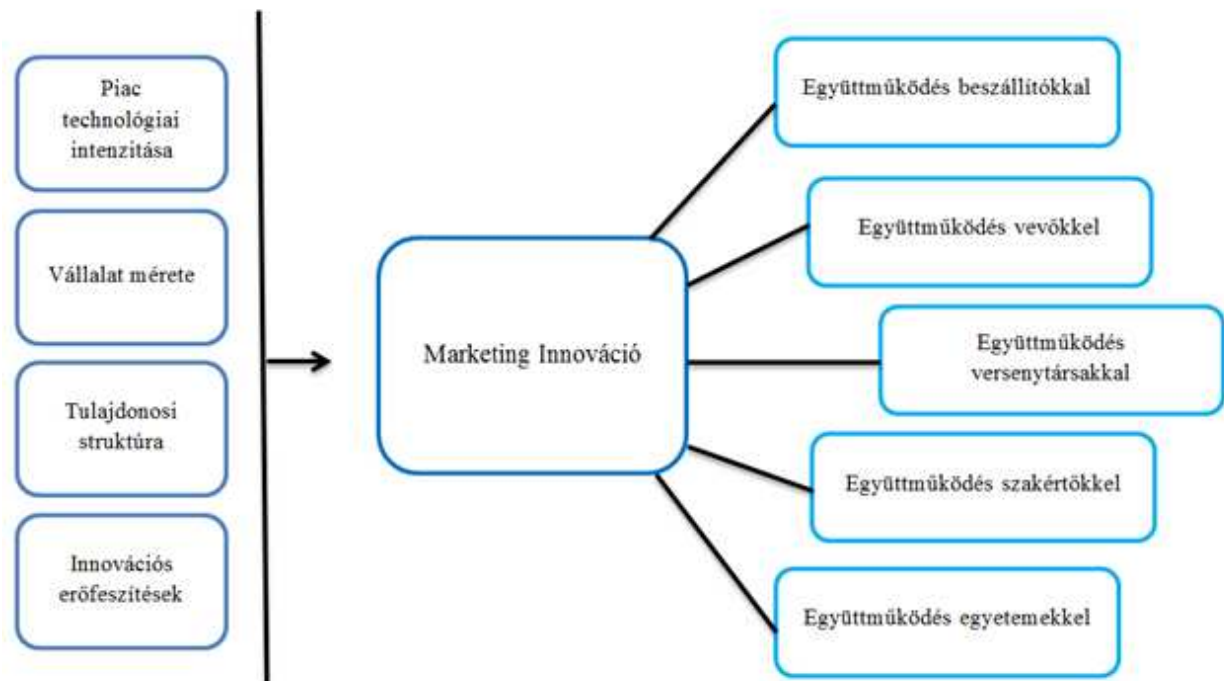 Piac
technológiai
intenzitása
Vállalat mérete
Tulajdonosi
struktúra
Innovációs
erőfeszítések
Marketing Innováció
Együttműködés beszállítókkal
Együttműködés vevőkkel
Együttműködés
versenytársakkal
Együttműködés szakértőkkel
Együttműködés egyetemekkel